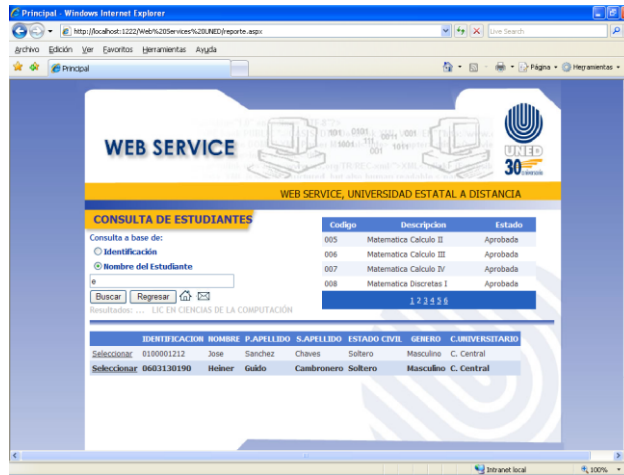 Principal - Windows Internet Explorer
http://localhost:1222/Web%20Services%20UNED/reporte.aspx
Live Search
Archivo Edición Ver Favoritos Herramientas Ayuda
Principal
Página Herramientas
WEB SERVICE
UNED
30
WEB SERVICE, UNIVERSIDAD ESTATAL A DISTANCIA
CONSULTA DE ESTUDIANTES
Consulta a base de:
Identificación
Nombre del Estudiante
e
Buscar Regresar
Resultados: ... LIC EN CIENCIAS DE LA COMPUTACIÓN
Codigo Descripcion Estado
005 Matematica Calculo II Aprobada
006 Matematica Calculo III Aprobada
007 Matematica Calculo IV Aprobada
008 Matematica Discretas I Aprobada
1 2 3 4 5 6
IDENTIFICACION NOMBRE P.APELLIDO S.APELLIDO ESTADO CIVIL GENERO C.UNIVERSITARIO
Seleccionar 0100001212 Jose Sanchez Chaves Soltero Masculino C. Central
Seleccionar 0603130190 Heiner Guido Cambronero Soltero Masculino C. Central
Intranet local 100%